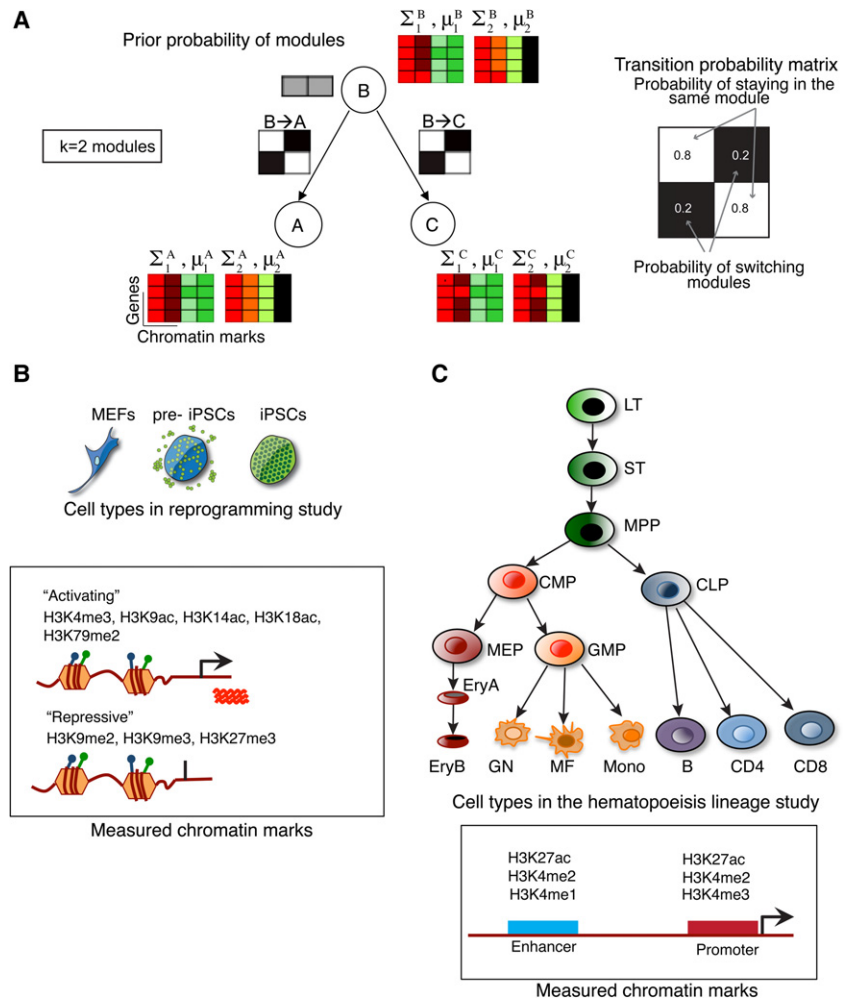 A
Prior probability of modules
Σ₁ᴮ, μ₁ᴮ Σ₂ᴮ, μ₂ᴮ
B
k=2 modules
B→A
B→C
A
C
Σ₁ᴬ, μ₁ᴬ Σ₂ᴬ, μ₂ᴬ
Genes
Chromatin marks
Σ₁ᶜ, μ₁ᶜ Σ₂ᶜ, μ₂ᶜ
Transition probability matrix
Probability of staying in the
same module
0.8 0.2
0.2 0.8
Probability of switching
modules
B
MEFs pre- iPSCs iPSCs
Cell types in reprogramming study
“Activating”
H3K4me3, H3K9ac, H3K14ac, H3K18ac,
H3K79me2
“Repressive”
H3K9me2, H3K9me3, H3K27me3
Measured chromatin marks
C
LT
ST
MPP
CMP
CLP
MEP
GMP
EryA
EryB GN MF Mono B CD4 CD8
Cell types in the hematopoeisis lineage study
H3K27ac
H3K4me2
H3K4me1
Enhancer
H3K27ac
H3K4me2
H3K4me3
Promoter
Measured chromatin marks